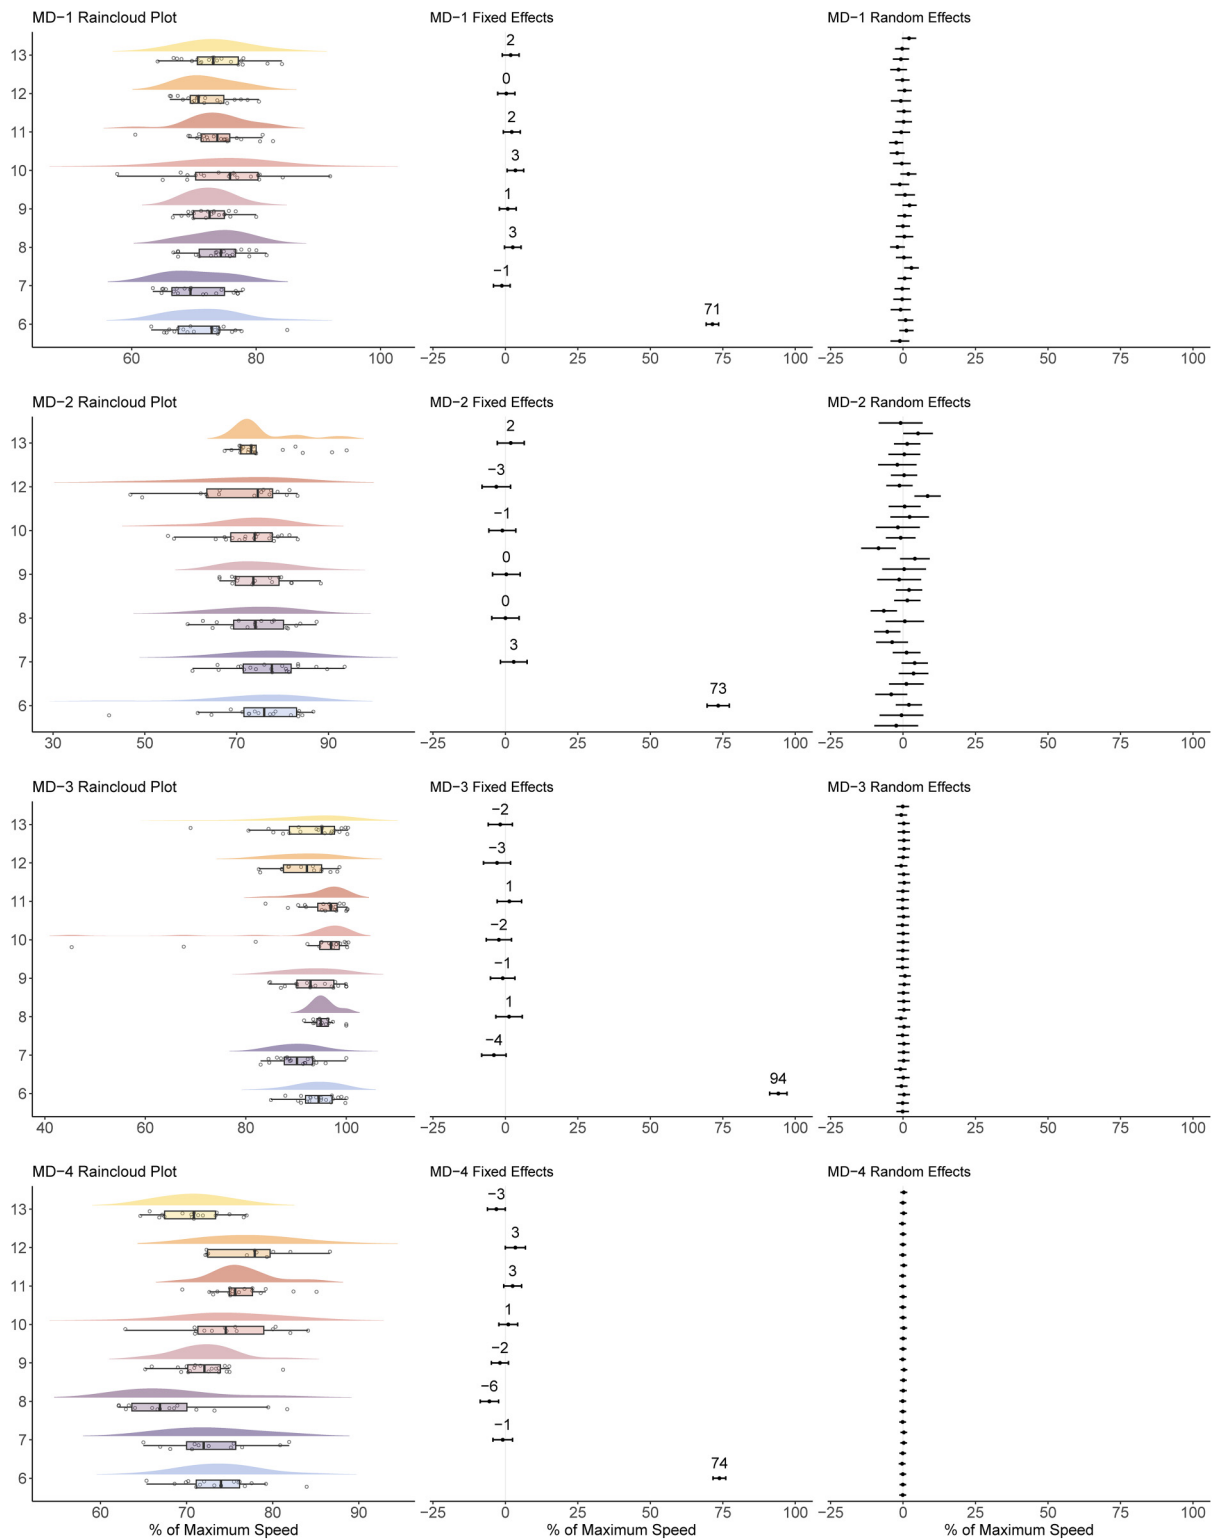 MD−1 Raincloud Plot
13
12
11
10
9
8
7
6
60 80 100
MD−1 Fixed Effects
2
0
2
3
1
3
−1
71
−25 0 25 50 75 100
MD−1 Random Effects
−25 0 25 50 75 100
MD−2 Raincloud Plot
13
12
10
9
8
7
6
30 50 70 90
MD−2 Fixed Effects
2
−3
−1
0
0
3
73
−25 0 25 50 75 100
MD−2 Random Effects
−25 0 25 50 75 100
MD−3 Raincloud Plot
13
12
11
10
9
8
7
6
40 60 80 100
MD−3 Fixed Effects
−2
−3
1
−2
−1
1
−4
94
−25 0 25 50 75 100
MD−3 Random Effects
−25 0 25 50 75 100
MD−4 Raincloud Plot
13
12
11
10
9
8
7
6
60 70 80 90
% of Maximum Speed
MD−4 Fixed Effects
−3
3
3
1
−2
−6
−1
74
−25 0 25 50 75 100
% of Maximum Speed
MD−4 Random Effects
−25 0 25 50 75 100
% of Maximum Speed